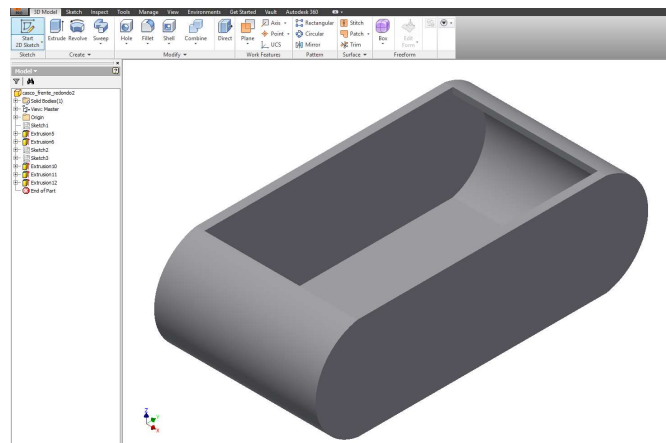 PRO 3D Model Sketch Inspect Tools Manage View Environments Get Started Vault Autodesk 360
Start
2D Sketch
Extrude Revolve Sweep
Hole Fillet Shell Combine
Direct
Plane
Axis
Point
UCS
Rectangular
Circular
Mirror
Stitch
Patch
Trim
Box
Edit
Form
Sketch Create Modify Work Features Pattern Surface Freeform
Model
casco_frente_redondo2
Solid Bodies(1)
View: Master
Origin
Sketch1
Extrusion5
Extrusion6
Sketch2
Sketch3
Extrusion10
Extrusion11
Extrusion12
End of Part
Z
Y
X